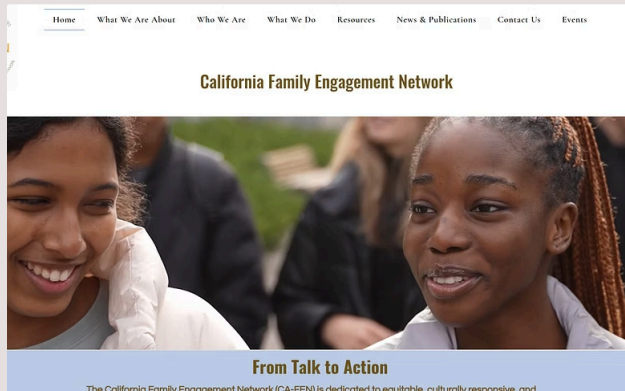 Home What We Are About Who We Are What We Do Resources News & Publications Contact Us Events
California Family Engagement Network
From Talk to Action
The California Family Engagement Network (CA-FEN) is dedicated to equitable, culturally responsive, and